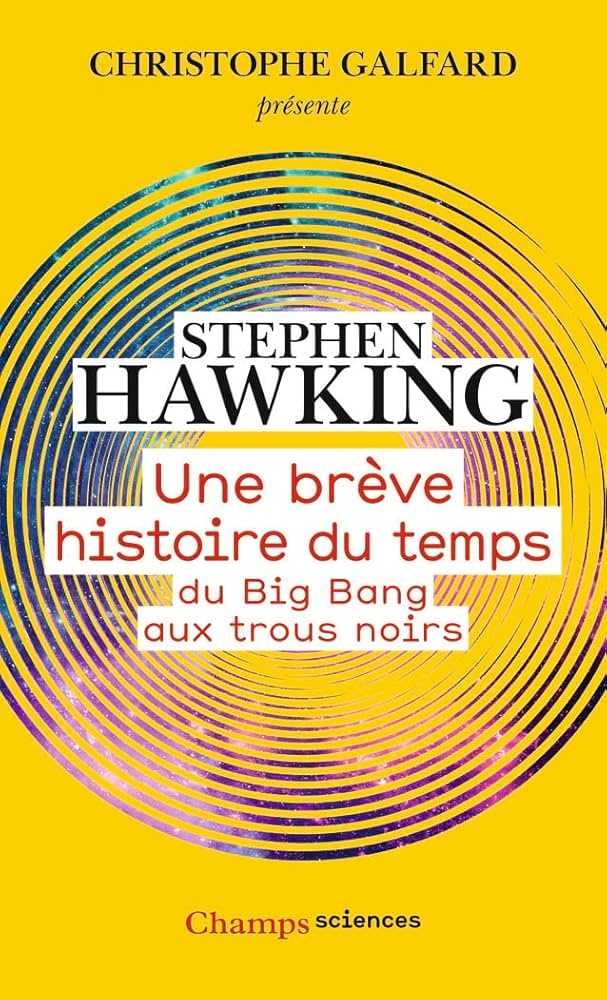 CHRISTOPHE GALFARD
présente
STEPHEN
HAWKING
Une brève
histoire du temps
du Big Bang
aux trous noirs
Champs sciences